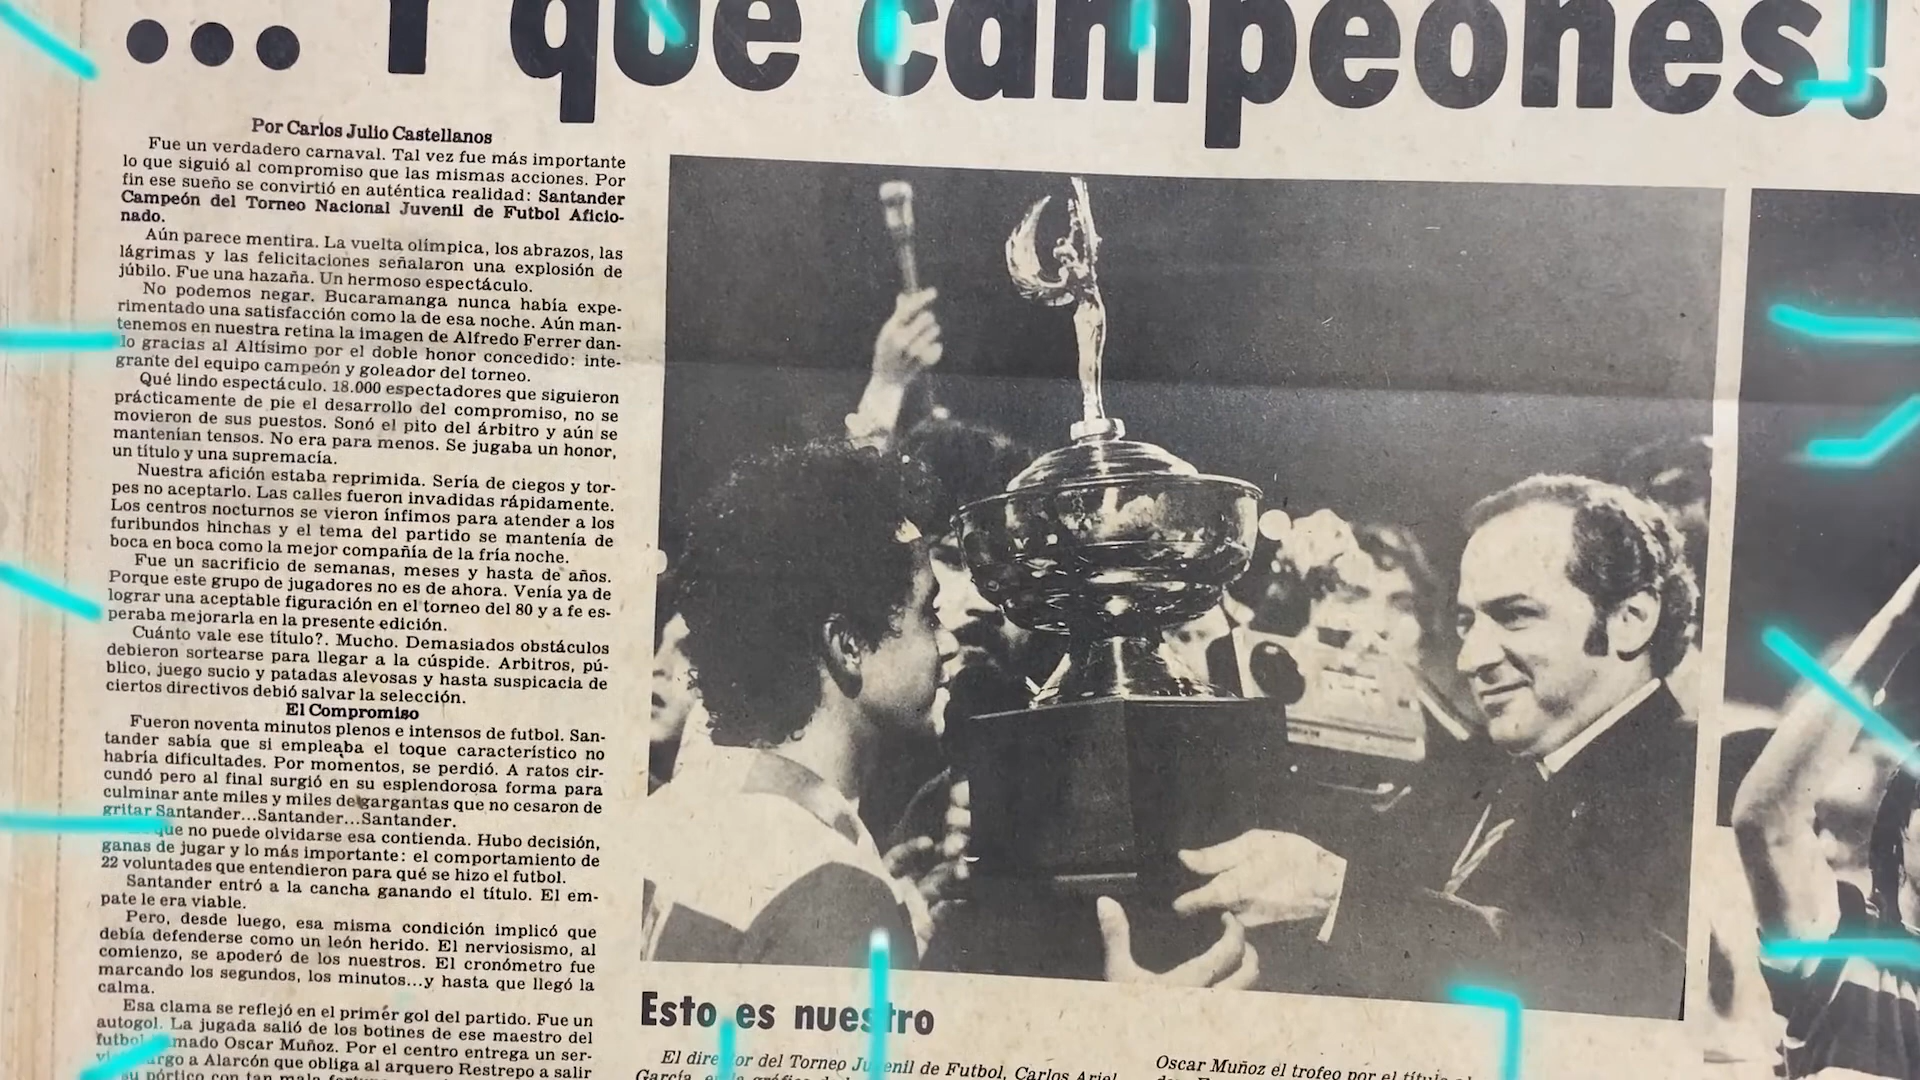 ... Y qué campeones!
Por Carlos Julio Castellanos
Fue un verdadero carnaval. Tal vez fue más importante
lo que siguió al compromiso que las mismas acciones. Por
fin ese sueño se convirtió en auténtica realidad: Santander
Campeón del Torneo Nacional Juvenil de Futbol Aficio-
nado.
Aún parece mentira. La vuelta olímpica, los abrazos, las
lágrimas y las felicitaciones señalaron una explosión de
júbilo. Fue una hazaña. Un hermoso espectáculo.
No podemos negar. Bucaramanga nunca había expe-
rimentado una satisfacción como la de esa noche. Aún man-
tenemos en nuestra retina la imagen de Alfredo Ferrer dan-
lo gracias al Altísimo por el doble honor concedido: inte-
grante del equipo campeón y goleador del torneo.
Qué lindo espectáculo. 18.000 espectadores que siguieron
prácticamente de pie el desarrollo del compromiso, no se
movieron de sus puestos. Sonó el pito del árbitro y aún se
mantenían tensos. No era para menos. Se jugaba un honor,
un título y una supremacía.
Nuestra afición estaba reprimida. Sería de ciegos y tor-
pes no aceptarlo. Las calles fueron invadidas rápidamente.
Los centros nocturnos se vieron ínfimos para atender a los
furibundos hinchas y el tema del partido se mantenía de
boca en boca como la mejor compañía de la fría noche.
Fue un sacrificio de semanas, meses y hasta de años.
Porque este grupo de jugadores no es de ahora. Venía ya de
lograr una aceptable figuración en el torneo del 80 y a fe es-
peraba mejorarla en la presente edición.
Cuánto vale ese título?. Mucho. Demasiados obstáculos
debieron sortearse para llegar a la cúspide. Arbitros, pú-
blico, juego sucio y patadas alevosas y hasta suspicacia de
ciertos directivos debió salvar la selección.
El Compromiso
Fueron noventa minutos plenos e intensos de futbol. San-
tander sabía que si empleaba el toque característico no
habría dificultades. Por momentos, se perdió. A ratos cir-
cundó pero al final surgió en su esplendorosa forma para
culminar ante miles y miles de gargantas que no cesaron de
gritar Santander...Santander...Santander.
que no puede olvidarse esa contienda. Hubo decisión,
ganas de jugar y lo más importante: el comportamiento de
22 voluntades que entendieron para qué se hizo el futbol.
Santander entró a la cancha ganando el título. El em-
pate le era viable.
Pero, desde luego, esa misma condición implicó que
debía defenderse como un león herido. El nerviosismo, al
comienzo, se apoderó de los nuestros. El cronómetro fue
marcando los segundos, los minutos...y hasta que llegó la
calma.
Esa clama se reflejó en el primer gol del partido. Fue un
autogol. La jugada salió de los botines de ese maestro del
futbol Oscar Muñoz. Por el centro entrega un ser-
a Alarcón que obliga al arquero Restrepo a salir
su pórtico con tan mala
Esto es nuestro
El director del Torneo Juvenil de Futbol, Carlos Ariel
García,
Oscar Muñoz el trofeo por el título